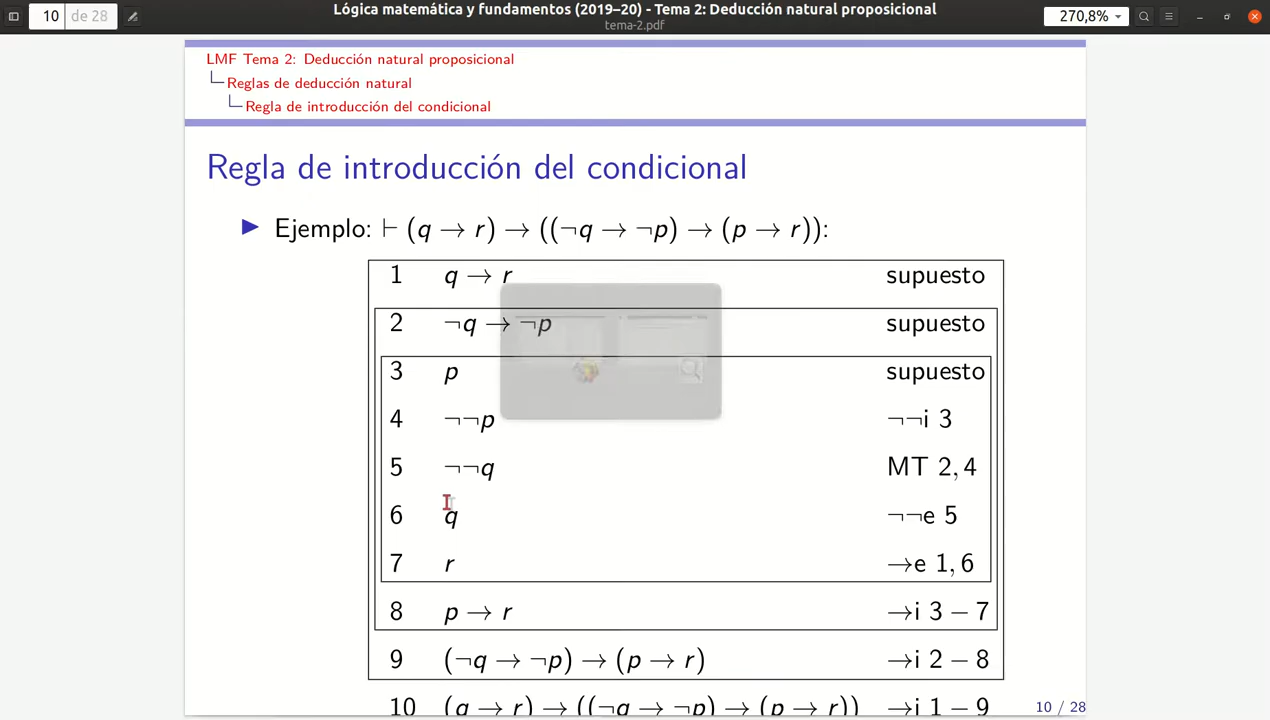 10 de 28
Lógica matemática y fundamentos (2019–20) - Tema 2: Deducción natural proposicional
tema-2.pdf
270,8%
LMF Tema 2: Deducción natural proposicional
Reglas de deducción natural
Regla de introducción del condicional
Regla de introducción del condicional
Ejemplo: ⊢ (q → r) → ((¬q → ¬p) → (p → r)):
1 q → r supuesto
2 ¬q → ¬p supuesto
3 p supuesto
4 ¬¬p ¬¬i 3
5 ¬¬q MT 2, 4
6 q ¬¬e 5
7 r →e 1, 6
8 p → r →i 3 − 7
9 (¬q → ¬p) → (p → r) →i 2 − 8
10 (q → r) → ((¬q → ¬p) → (p → r)) →i 1 − 9
10 / 28